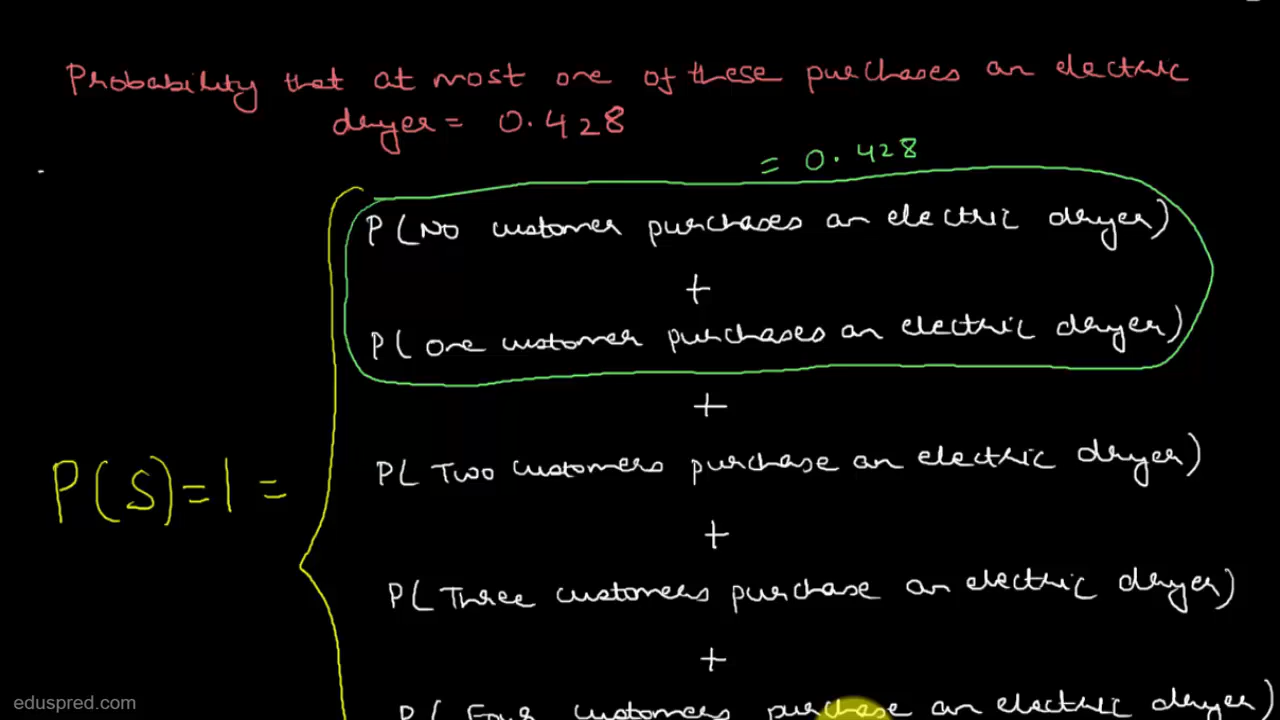 Probability that at most one of these purchases an electric
dryer = 0.428
= 0.428
P (No customer purchases an electric dryer)
+
P( one customer purchases an electric dryer)
+
P(S) = 1 =
P( Two customers purchase an electric dryer)
+
P( Three customers purchase an electric dryer)
+
P( Four customers purchase an electric dryer)
eduspred.com